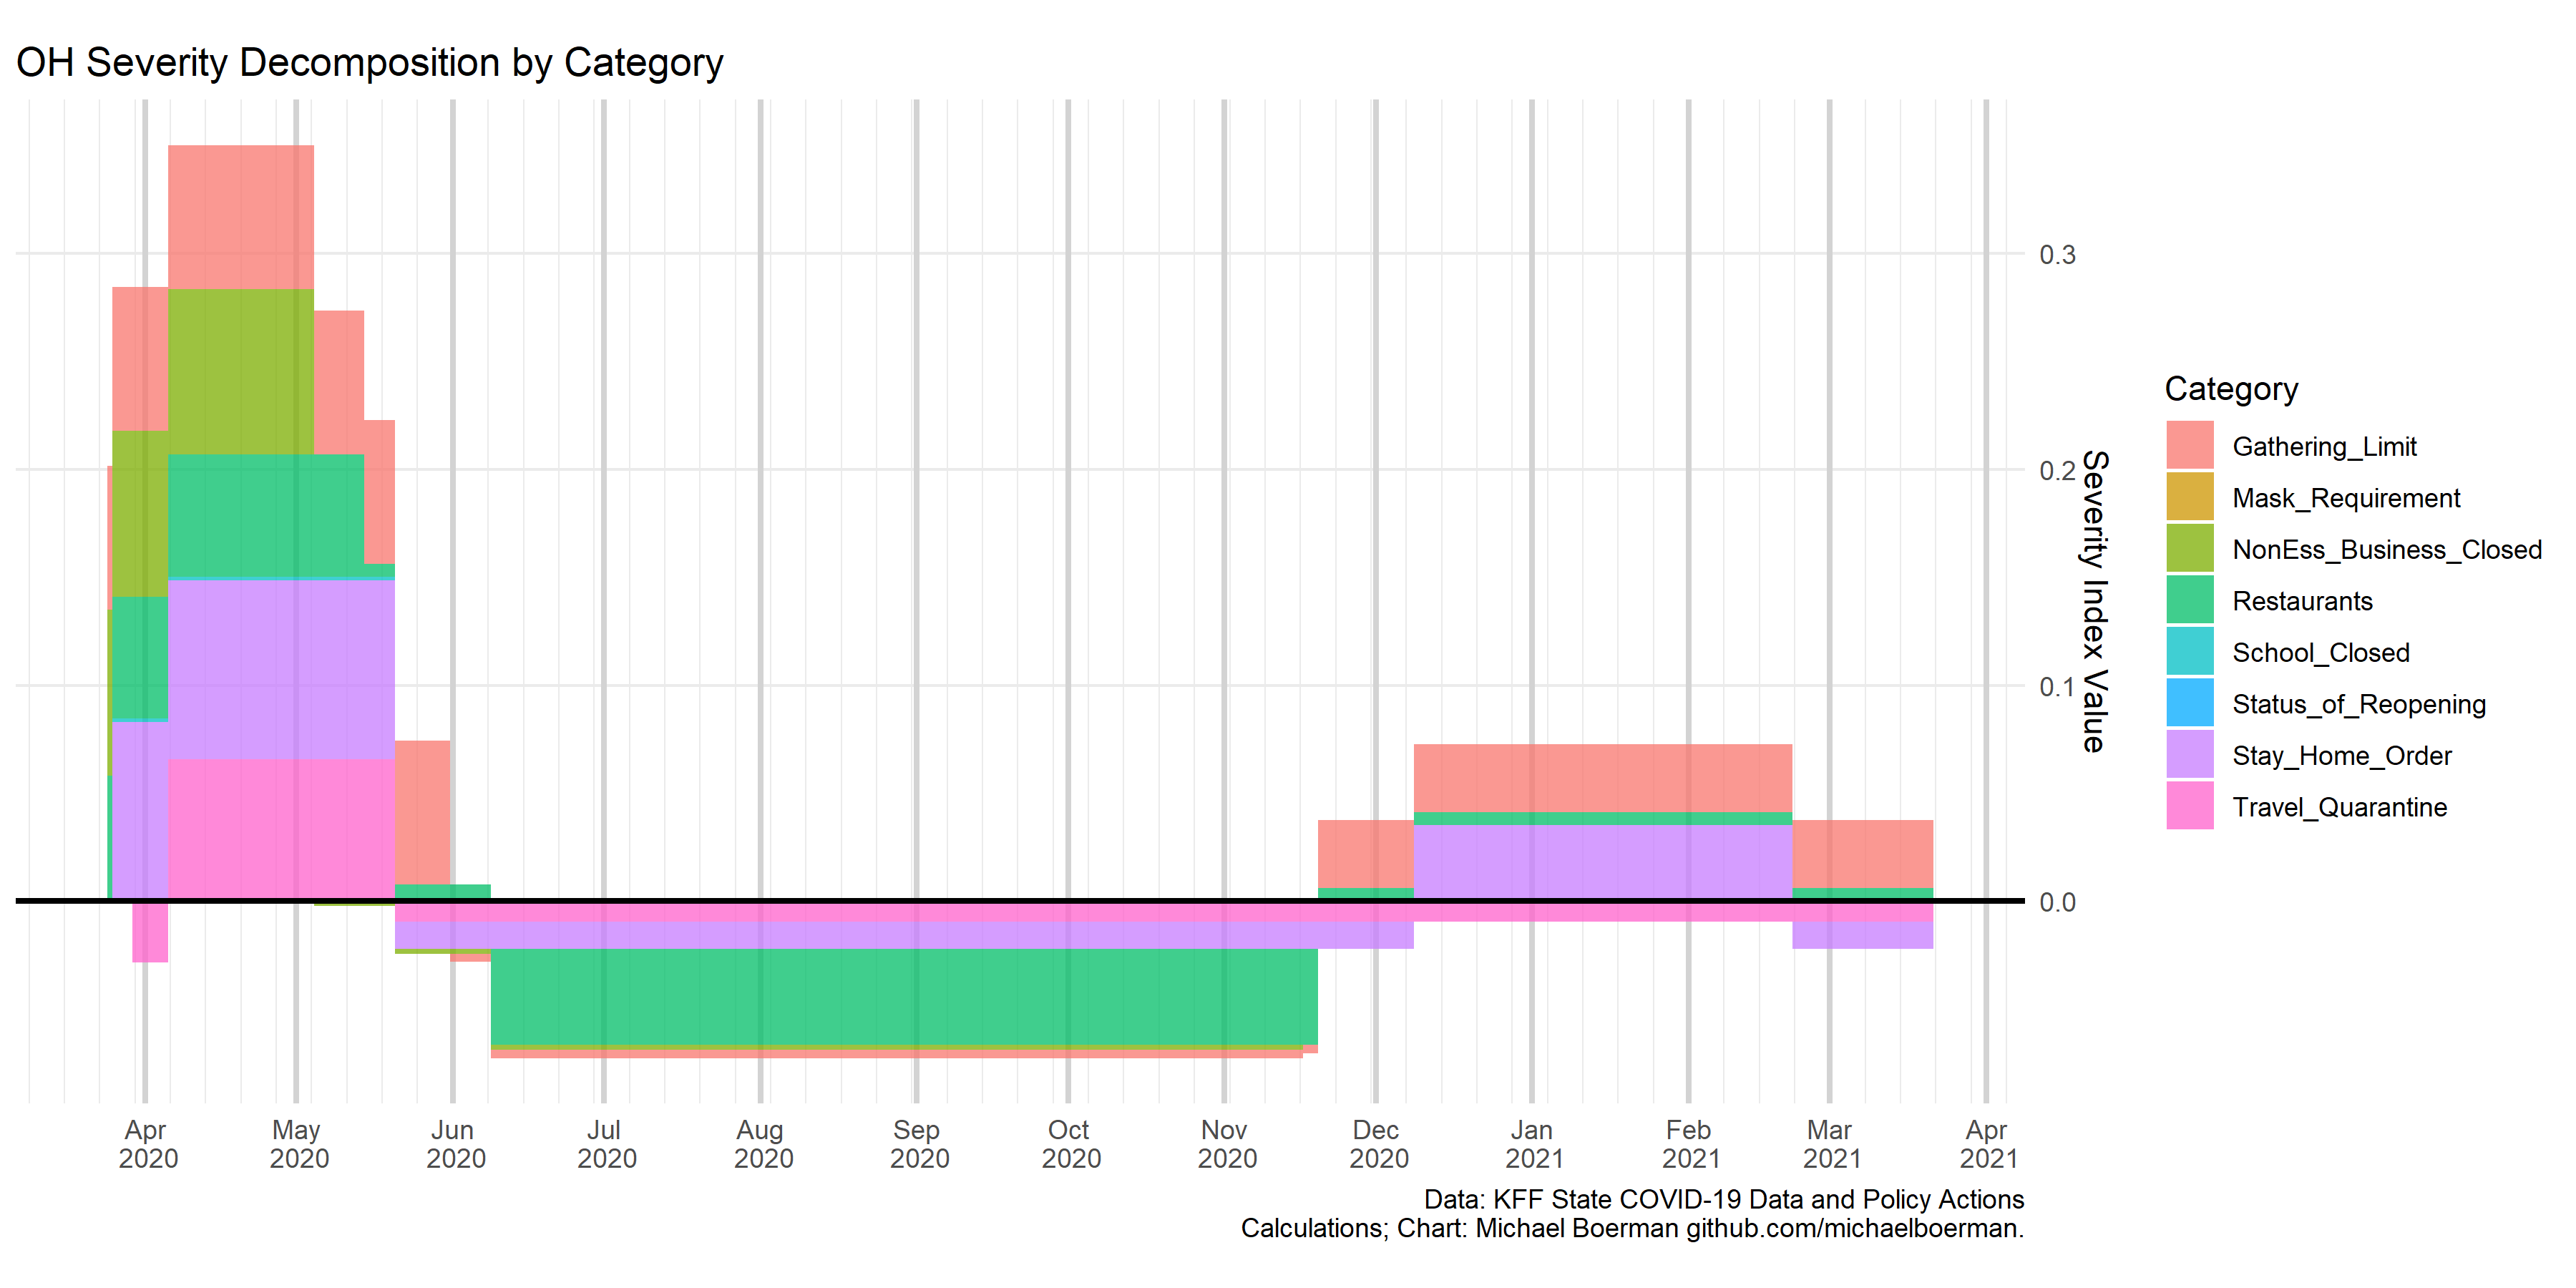 OH Severity Decomposition by Category
0.3
0.2
0.1
0.0
Severity Index Value
Category
Gathering_Limit
Mask_Requirement
NonEss_Business_Closed
Restaurants
School_Closed
Status_of_Reopening
Stay_Home_Order
Travel_Quarantine
Apr May Jun Jul Aug Sep Oct Nov Dec Jan Feb Mar Apr
2020 2020 2020 2020 2020 2020 2020 2020 2020 2021 2021 2021 2021
Data: KFF State COVID-19 Data and Policy Actions
Calculations; Chart: Michael Boerman github.com/michaelboerman.